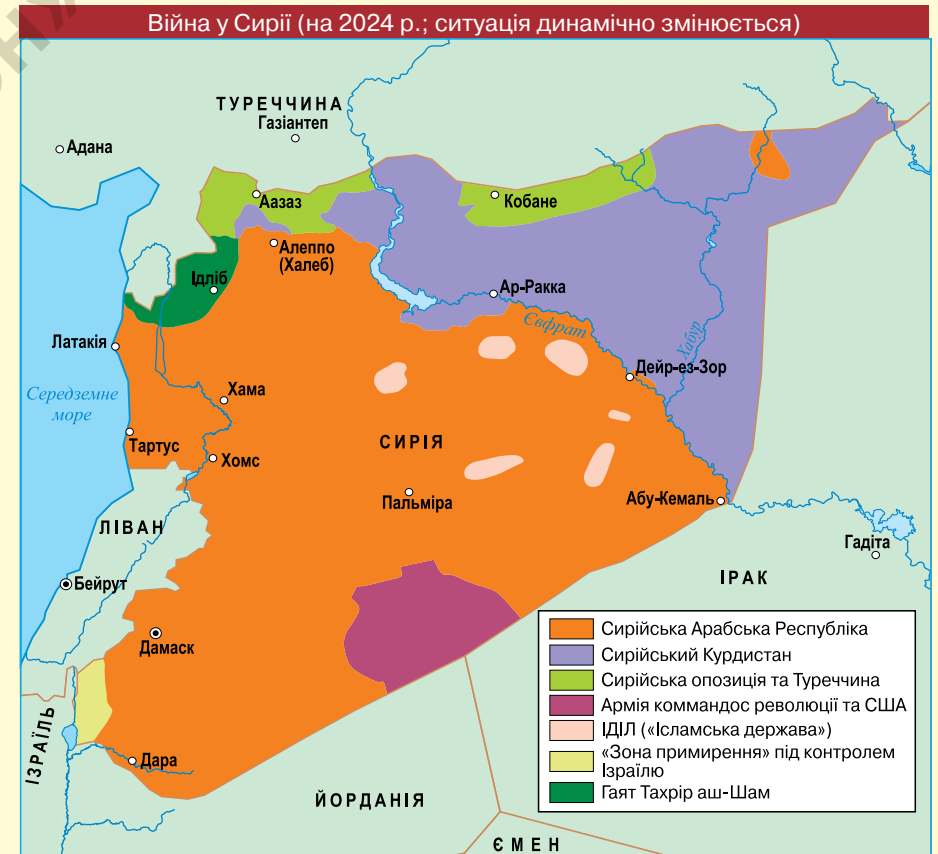 Війна у Сирії (на 2024 р.; ситуація динамічно змінюється)
ТУРЕЧЧИНА
Газіантеп
Адана
Аазаз
Кобане
Алеппо
(Халеб)
Ідліб
Ар-Ракка
Євфрат
Хабур
Латакія
Дейр-ез-Зор
Середземне
море
Хама
СИРІЯ
Тартус
Хомс
Пальміра
Абу-Кемаль
ЛІВАН
Гадіта
Бейрут
ІРАК
Дамаск
Сирійська Арабська Республіка
Сирійський Курдистан
Сирійська опозиція та Туреччина
Армія коммандос революції та США
ІДІЛ («Ісламська держава»)
«Зона примирення» під контролем
Ізраїлю
Гаят Тахрір аш-Шам
ІЗРАЇЛЬ
Дара
ЙОРДАНІЯ
ЄМЕН